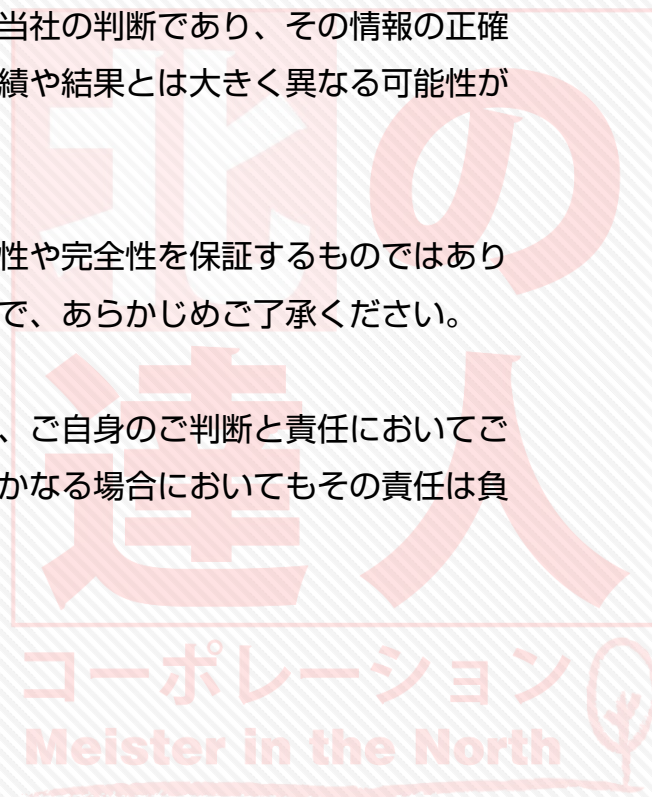 当社の判断であり、その情報の正確
績や結果とは大きく異なる可能性が
性や完全性を保証するものではあり
で、あらかじめご了承ください。
、ご自身のご判断と責任においてご
かなる場合においてもその責任は負
北の
達人
コーポレーション
Meister in the North